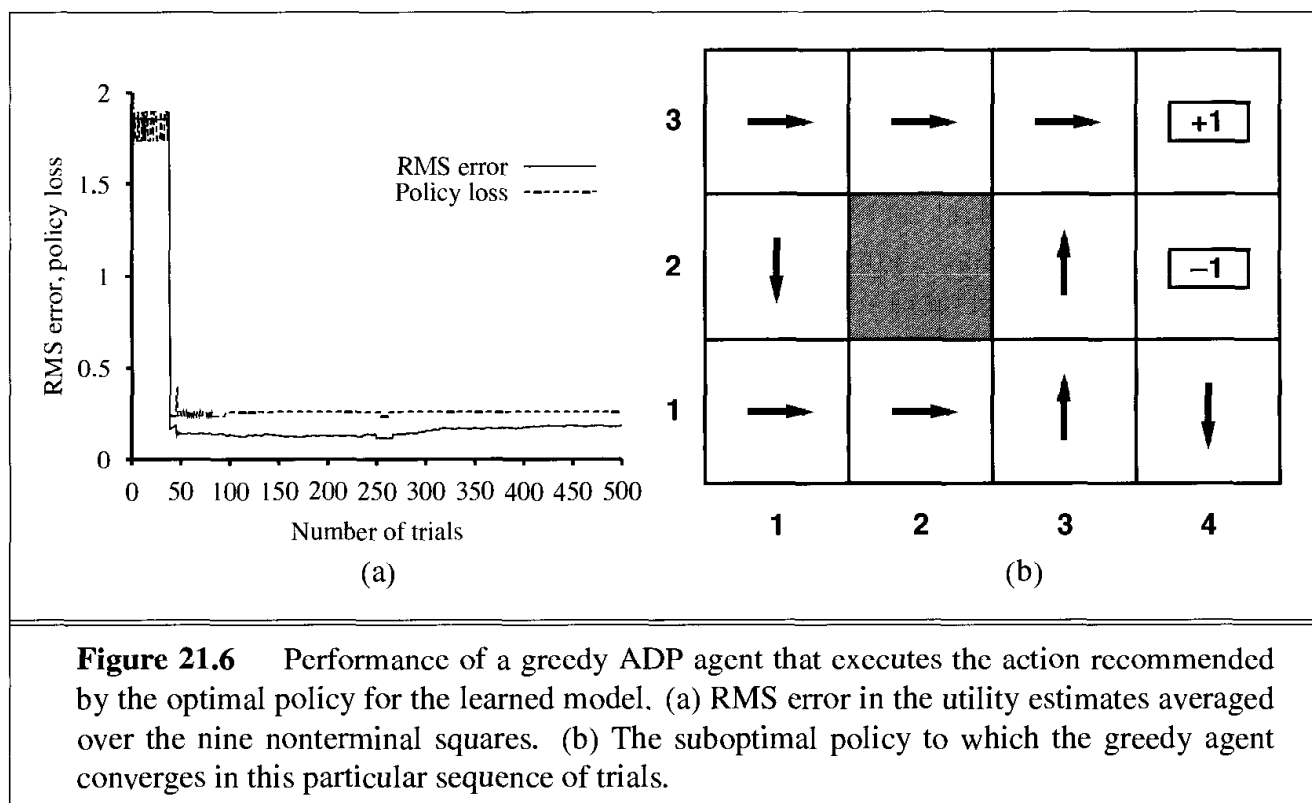 2
1.5
1
0.5
0
RMS error, policy loss
RMS error
Policy loss
0 50 100 150 200 250 300 350 400 450 500
Number of trials
(a)
3
+1
2
−1
1
1 2 3 4
(b)
Figure 21.6 Performance of a greedy ADP agent that executes the action recommended
by the optimal policy for the learned model. (a) RMS error in the utility estimates averaged
over the nine nonterminal squares. (b) The suboptimal policy to which the greedy agent
converges in this particular sequence of trials.